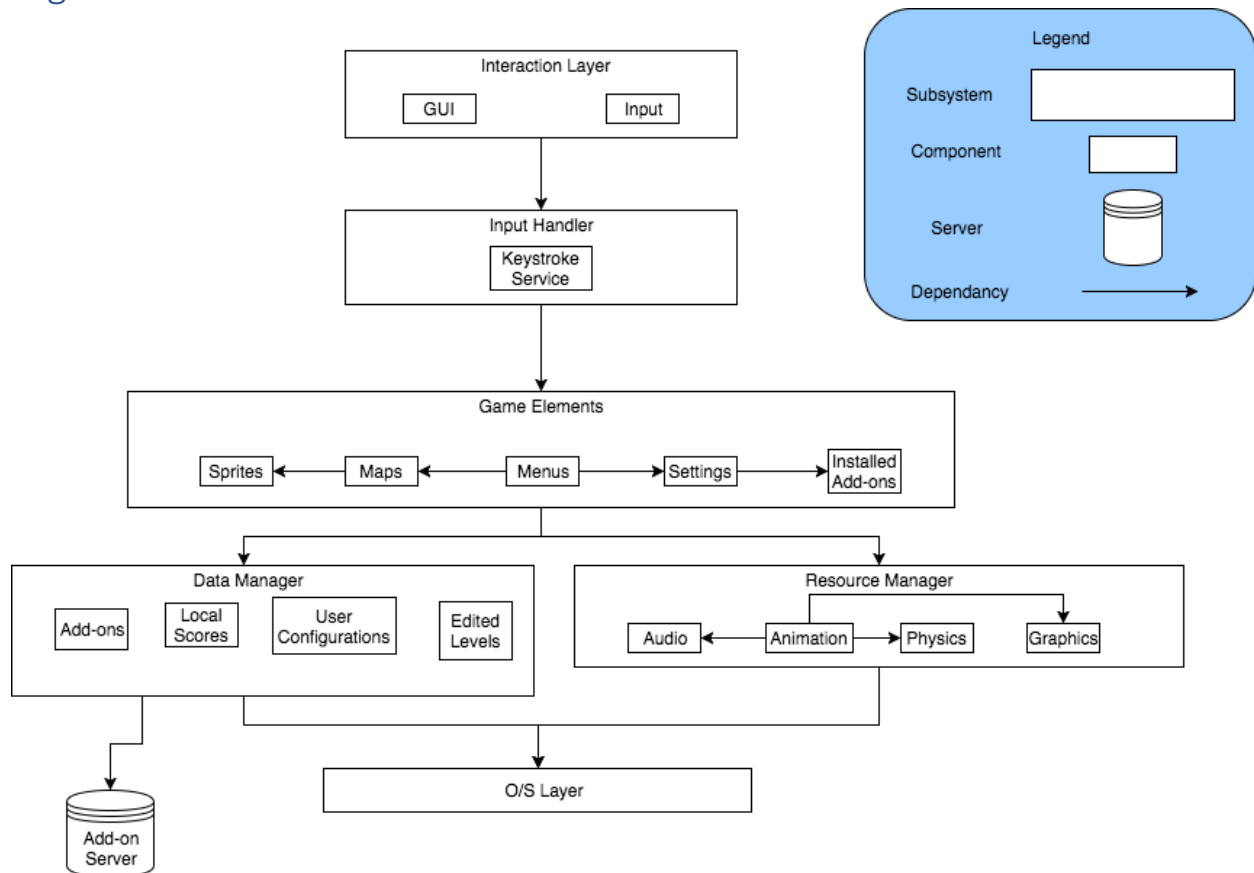 Legend
Subsystem
Component
Server
Dependancy
Interaction Layer
GUI
Input
Input Handler
Keystroke
Service
Game Elements
Sprites
Maps
Menus
Settings
Installed
Add-ons
Data Manager
Add-ons
Local
Scores
User
Configurations
Edited
Levels
Resource Manager
Audio
Animation
Physics
Graphics
O/S Layer
Add-on
Server